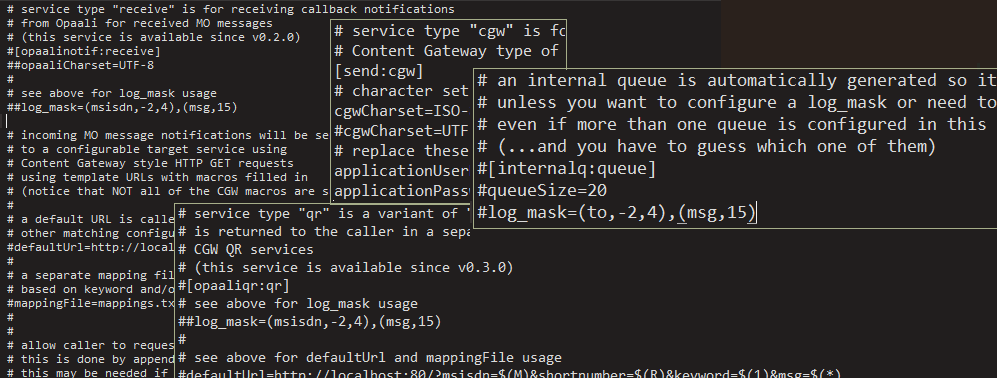 # service type "receive" is for receiving callback notifications
# from Opaali for received MO messages
# (this service is available since v0.2.0)
#[opaalinotif:receive]
##opaaliCharset=UTF-8
#
# see above for log_mask usage
##log_mask=(msisdn,-2,4),(msg,15)
# incoming MO message notifications will be se
# to a configurable target service using
# Content Gateway style HTTP GET requests
# using template URLs with macros filled in
# (notice that NOT all of the CGW macros are s
#
# a default URL is calle
# other matching configu
#defaultUrl=http://local
#
# a separate mapping fil
# based on keyword and/o
#mappingFile=mappings.tx
#
#
# allow caller to reques
# this is done by append
# this may be needed if
# service type "cgw" is fo
# Content Gateway type of
[send:cgw]
# character set
cgwCharset=ISO-
#cgwCharset=UTF
# replace these
applicationUser
applicationPass
# an internal queue is automatically generated so it
# unless you want to configure a log_mask or need to
# even if more than one queue is configured in this
# (...and you have to guess which one of them)
#[internalq:queue]
#queueSize=20
#log_mask=(to,-2,4),(msg,15)
# service type "qr" is a variant of "
# is returned to the caller in a sepa
# CGW QR services
# (this service is available since v0.3.0)
#[opaaliqr:qr]
# see above for log_mask usage
##log_mask=(msisdn,-2,4),(msg,15)
#
# see above for defaultUrl and mappingFile usage
#defaultUrl=http://localhost:80/?msisdn=$(M)&shortnumber=$(R)&keyword=$(1)&msg=$(*)